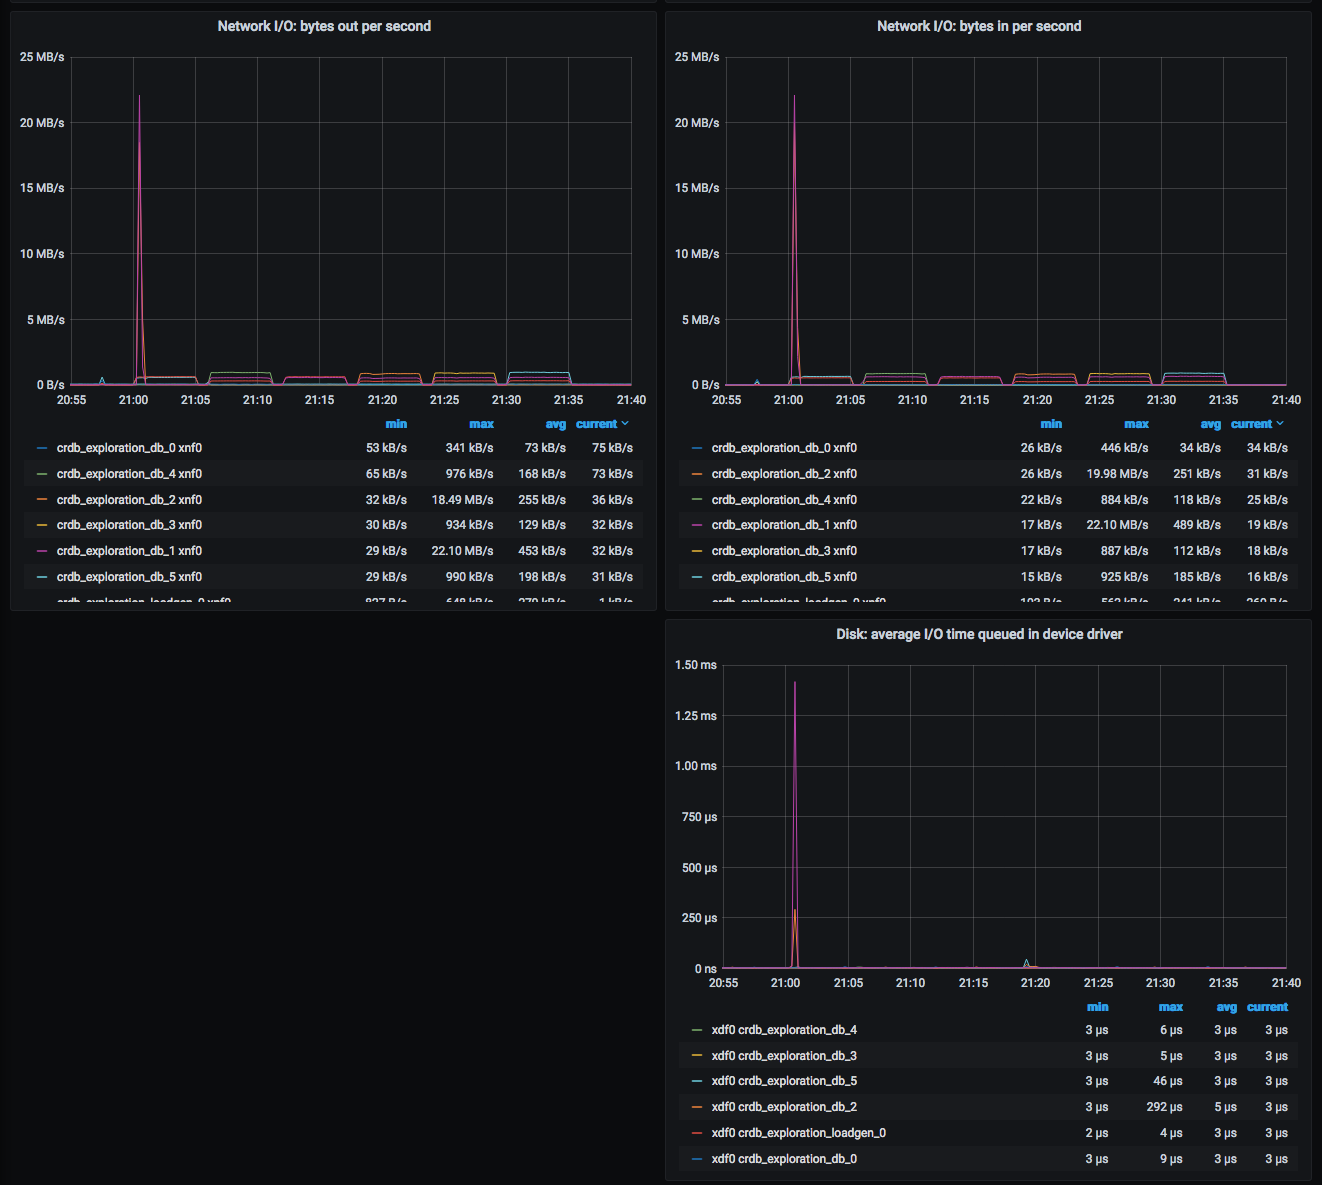 Network I/O: bytes out per second
25 MB/s
20 MB/s
15 MB/s
10 MB/s
5 MB/s
0 B/s
20:55 21:00 21:05 21:10 21:15 21:20 21:25 21:30 21:35 21:40
min max avg current
crdb_exploration_db_0 xnf0 53 kB/s 341 kB/s 73 kB/s 75 kB/s
crdb_exploration_db_4 xnf0 65 kB/s 976 kB/s 168 kB/s 73 kB/s
crdb_exploration_db_2 xnf0 32 kB/s 18.49 MB/s 255 kB/s 36 kB/s
crdb_exploration_db_3 xnf0 30 kB/s 934 kB/s 129 kB/s 32 kB/s
crdb_exploration_db_1 xnf0 29 kB/s 22.10 MB/s 453 kB/s 32 kB/s
crdb_exploration_db_5 xnf0 29 kB/s 990 kB/s 198 kB/s 31 kB/s
crdb_exploration_loadgen_0 xnf0
Network I/O: bytes in per second
25 MB/s
20 MB/s
15 MB/s
10 MB/s
5 MB/s
0 B/s
20:55 21:00 21:05 21:10 21:15 21:20 21:25 21:30 21:35 21:40
min max avg current
crdb_exploration_db_0 xnf0 26 kB/s 446 kB/s 34 kB/s 34 kB/s
crdb_exploration_db_2 xnf0 26 kB/s 19.98 MB/s 251 kB/s 31 kB/s
crdb_exploration_db_4 xnf0 22 kB/s 884 kB/s 118 kB/s 25 kB/s
crdb_exploration_db_1 xnf0 17 kB/s 22.10 MB/s 489 kB/s 19 kB/s
crdb_exploration_db_3 xnf0 17 kB/s 887 kB/s 112 kB/s 18 kB/s
crdb_exploration_db_5 xnf0 15 kB/s 925 kB/s 185 kB/s 16 kB/s
crdb_exploration_loadgen_0 xnf0
Disk: average I/O time queued in device driver
1.50 ms
1.25 ms
1.00 ms
750 µs
500 µs
250 µs
0 ns
20:55 21:00 21:05 21:10 21:15 21:20 21:25 21:30 21:35 21:40
min max avg current
xdf0 crdb_exploration_db_4 3 µs 6 µs 3 µs 3 µs
xdf0 crdb_exploration_db_3 3 µs 5 µs 3 µs 3 µs
xdf0 crdb_exploration_db_5 3 µs 46 µs 3 µs 3 µs
xdf0 crdb_exploration_db_2 3 µs 292 µs 5 µs 3 µs
xdf0 crdb_exploration_loadgen_0 2 µs 4 µs 3 µs 3 µs
xdf0 crdb_exploration_db_0 3 µs 9 µs 3 µs 3 µs